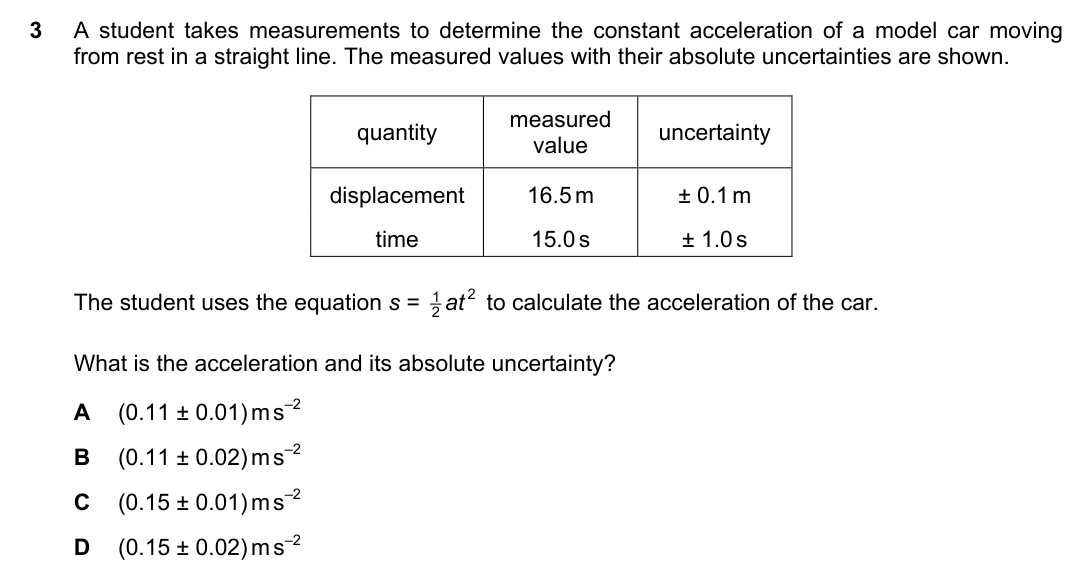 3 A student takes measurements to determine the constant acceleration of a model car moving
from rest in a straight line. The measured values with their absolute uncertainties are shown.
quantity measured value uncertainty
displacement 16.5 m ± 0.1 m
time 15.0 s ± 1.0 s
The student uses the equation s = ½at² to calculate the acceleration of the car.
What is the acceleration and its absolute uncertainty?
A (0.11 ± 0.01) m s⁻²
B (0.11 ± 0.02) m s⁻²
C (0.15 ± 0.01) m s⁻²
D (0.15 ± 0.02) m s⁻²